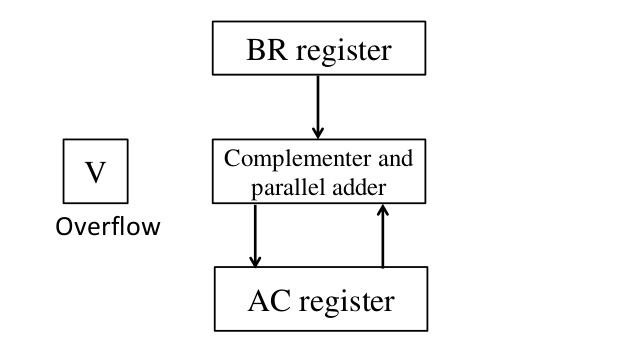 BR register
Complementer and
parallel adder
V
Overflow
AC register